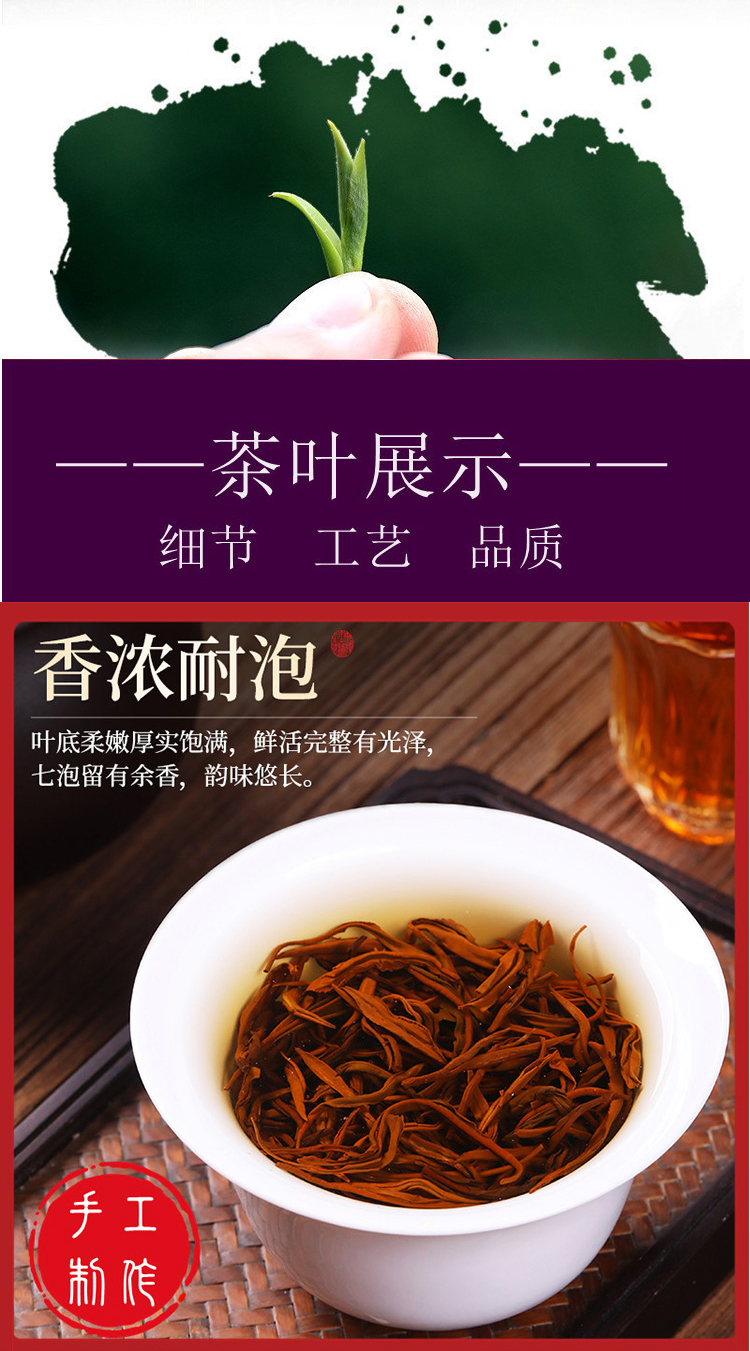 ——茶叶展示——
细节 工艺 品质
香浓耐泡
叶底柔嫩厚实饱满，鲜活完整有光泽，
七泡留有余香，韵味悠长。
手工
制作